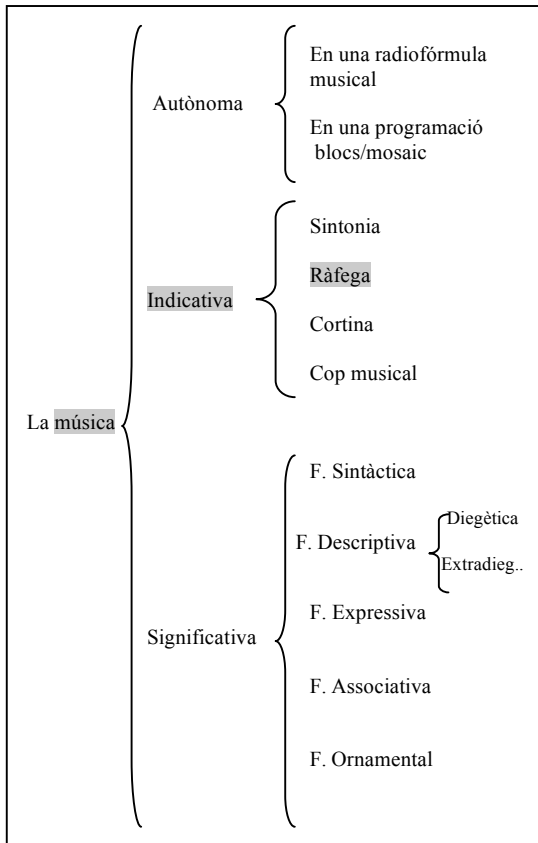 La música
Autònoma
En una radiofórmula
musical
En una programació
blocs/mosaic
Indicativa
Sintonia
Ràfega
Cortina
Cop musical
Significativa
F. Sintàctica
F. Descriptiva
Diegètica
Extradieg..
F. Expressiva
F. Associativa
F. Ornamental